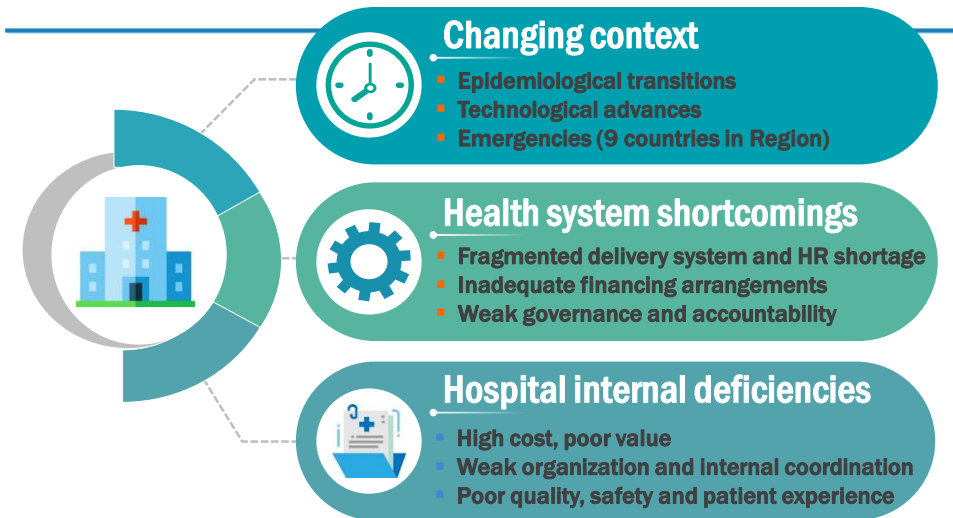 Changing context
▪ Epidemiological transitions
▪ Technological advances
▪ Emergencies (9 countries in Region)
Health system shortcomings
▪ Fragmented delivery system and HR shortage
▪ Inadequate financing arrangements
▪ Weak governance and accountability
Hospital internal deficiencies
▪ High cost, poor value
▪ Weak organization and internal coordination
▪ Poor quality, safety and patient experience